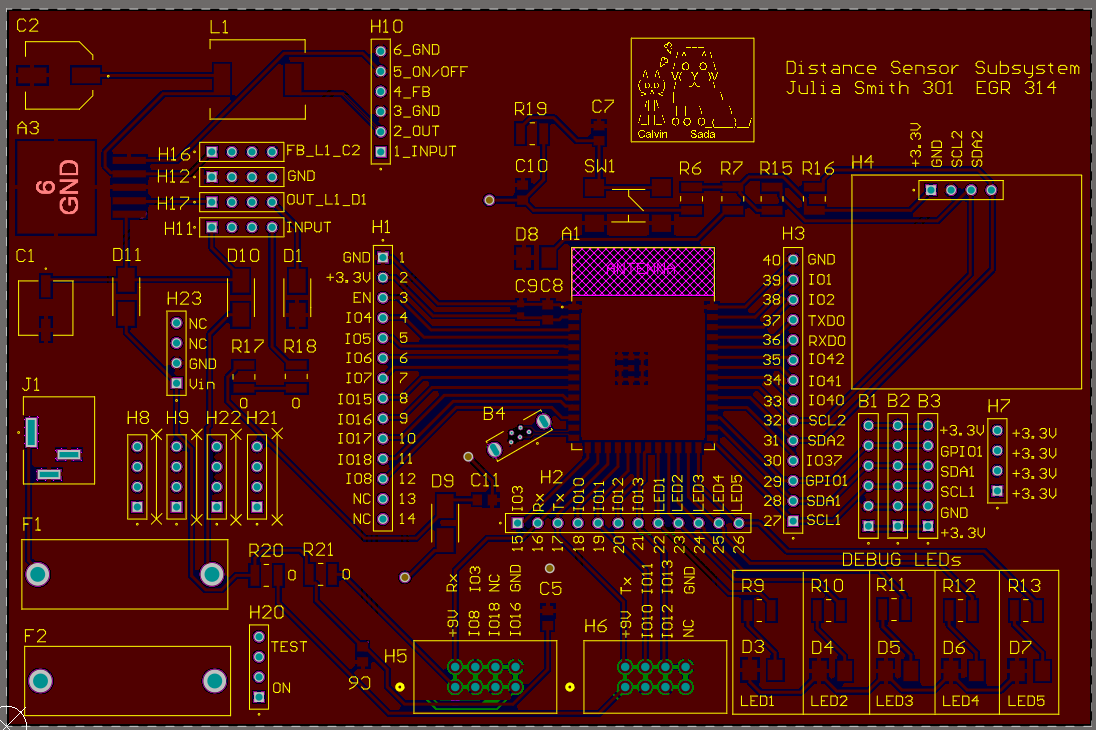 C2
L1
H10
6_GND
5_ON/OFF
4_FB
3_GND
2_OUT
1_INPUT
Calvin Sada
Distance Sensor Subsystem
Julia Smith 301 EGR 314
A3
6
GND
H16
FB_L1_C2
H12
GND
H17
OUT_L1_D1
H11
INPUT
R19
C7
C10
SW1
R6
R7
R15
R16
H4
+3.3V
GND
SCL2
SDA2
C1
D11
D10
D1
H23
NC
NC
GND
Vin
R17
R18
0
0
H1
GND 1
+3.3V 2
EN 3
IO4 4
IO5 5
IO6 6
IO7 7
IO15 8
IO16 9
IO17 10
IO18 11
IO8 12
NC 13
NC 14
D8
A1
ANTENNA
C9
C8
H3
40 GND
39 IO1
38 IO2
37 TXD0
36 RXD0
35 IO42
34 IO41
33 IO40
32 SCL2
31 SDA2
30 IO37
29 GPIO1
28 SDA1
27 SCL1
J1
H8
H9
H22
H21
B4
B1
B2
B3
+3.3V
GPIO1
SDA1
SCL1
GND
+3.3V
H7
+3.3V
+3.3V
+3.3V
+3.3V
D9
C11
H2
IO3
Rx
Tx
IO10
IO11
IO12
IO13
LED1
LED2
LED3
LED4
LED5
15
16
17
18
19
20
21
22
23
24
25
26
F1
R20
0
R21
0
F2
H20
TEST
ON
C6
C5
H5
+9V Rx
IO8 IO3
IO18 NC
IO16 GND
H6
+9V Tx
IO10 IO11
IO12 IO13
NC GND
DEBUG LEDs
R9
R10
R11
R12
R13
D3
D4
D5
D6
D7
LED1
LED2
LED3
LED4
LED5